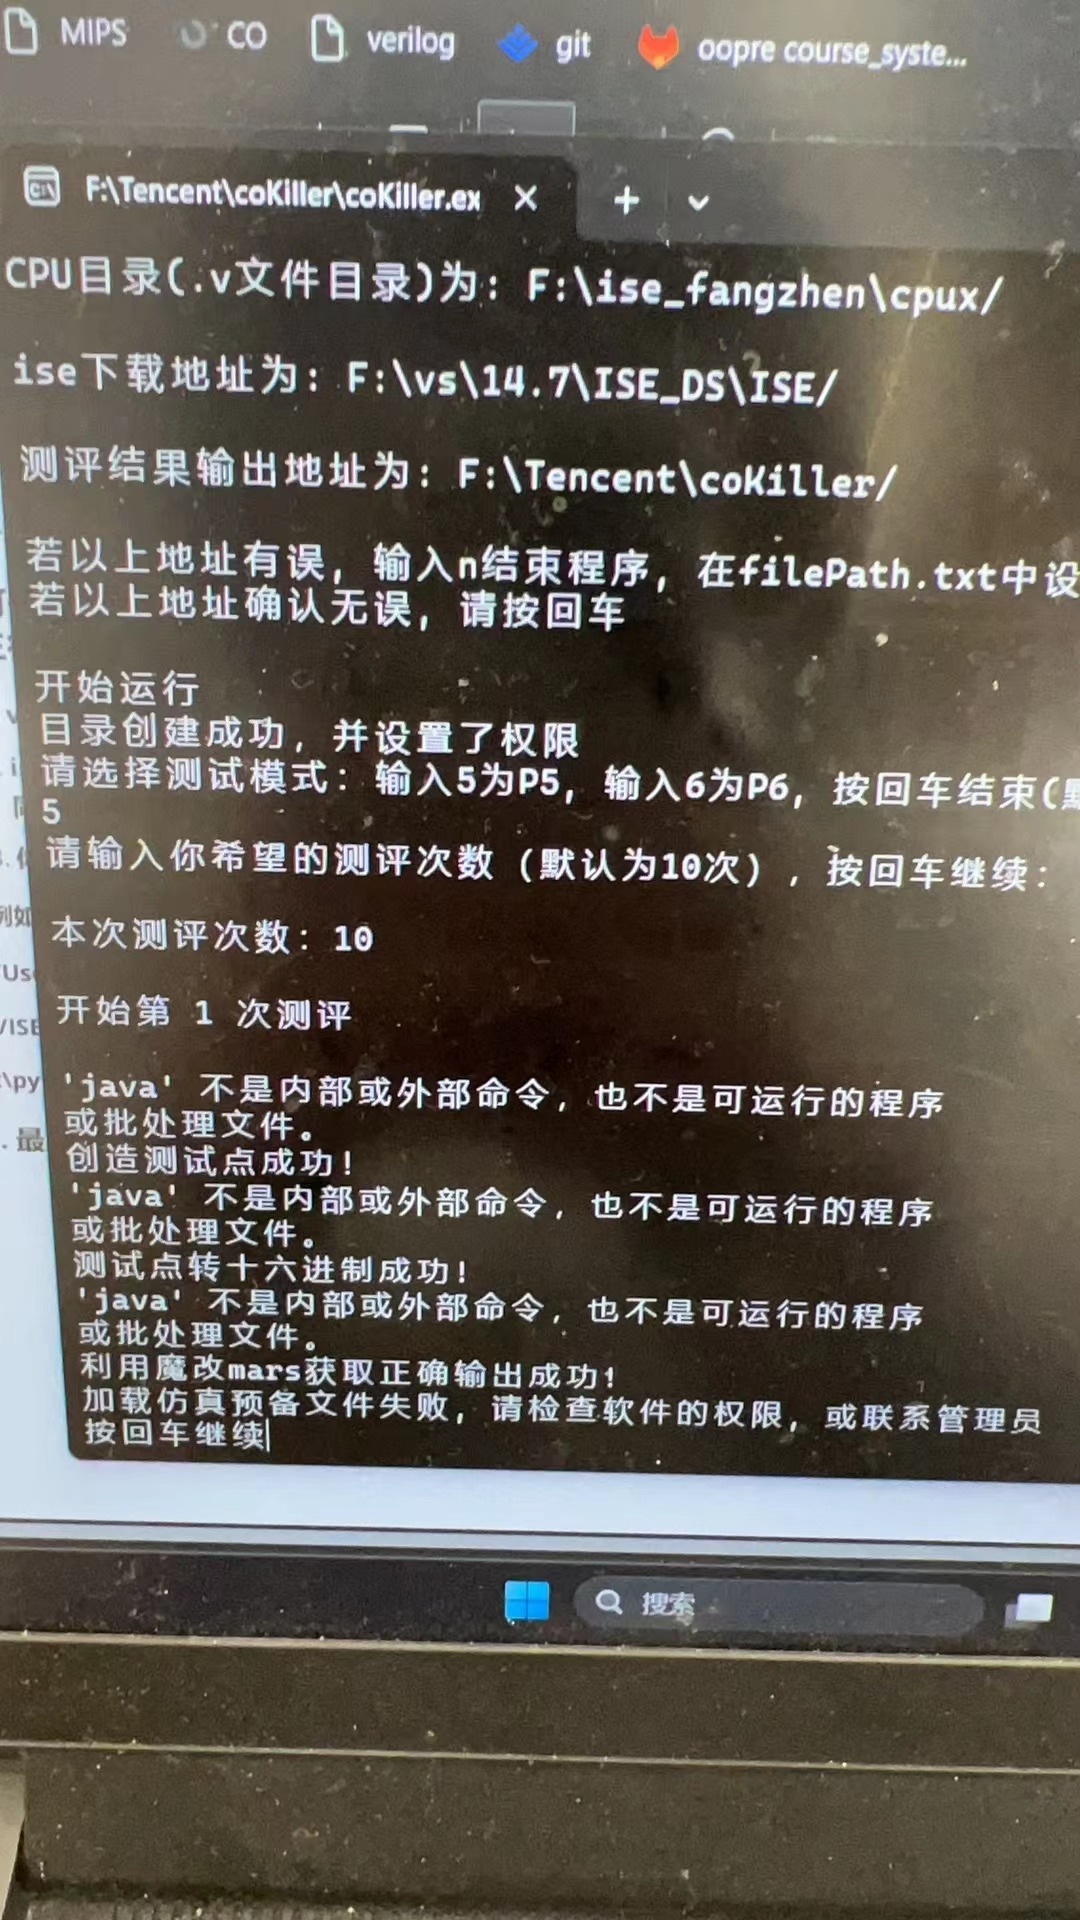 MIPS CO verilog git oopre course_syste...
F:\Tencent\coKiller\coKiller.ex
CPU目录(.v文件目录)为: F:\ise_fangzhen\cpux/
ise下载地址为: F:\vs\14.7\ISE_DS\ISE/
测评结果输出地址为: F:\Tencent\coKiller/
若以上地址有误, 输入n结束程序, 在filePath.txt中设
若以上地址确认无误, 请按回车
开始运行
目录创建成功, 并设置了权限
请选择测试模式: 输入5为P5, 输入6为P6, 按回车结束(默
5
请输入你希望的测评次数 (默认为10次) , 按回车继续:
本次测评次数: 10
开始第 1 次测评
'java' 不是内部或外部命令, 也不是可运行的程序
或批处理文件。
创造测试点成功!
'java' 不是内部或外部命令, 也不是可运行的程序
或批处理文件。
测试点转十六进制成功!
'java' 不是内部或外部命令, 也不是可运行的程序
或批处理文件。
利用魔改mars获取正确输出成功!
加载仿真预备文件失败, 请检查软件的权限, 或联系管理员
按回车继续
例如
/Use
/ISE
t\py
. 最
搜索